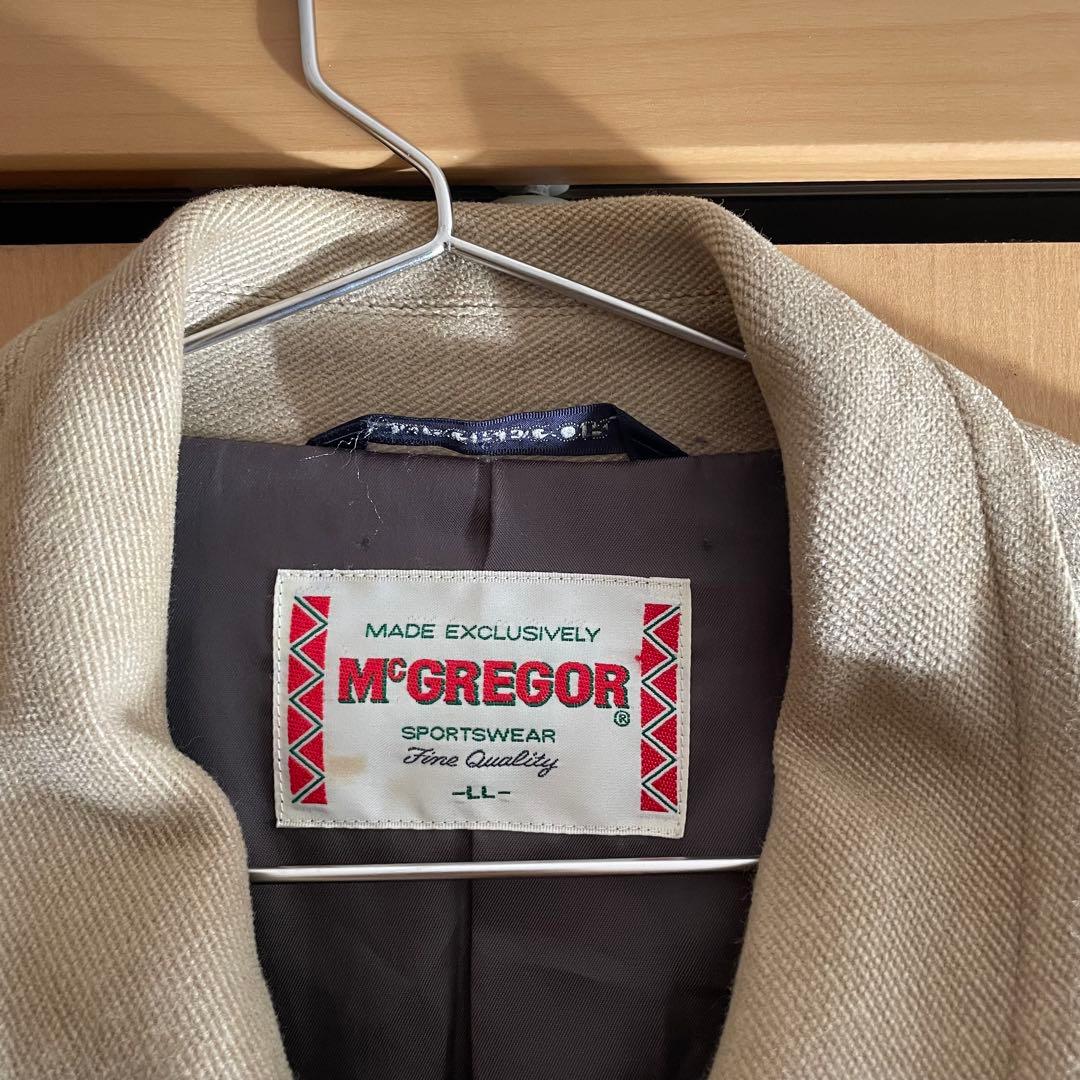 MADE EXCLUSIVELY
McGREGOR®
SPORTSWEAR
Fine Quality
-LL-